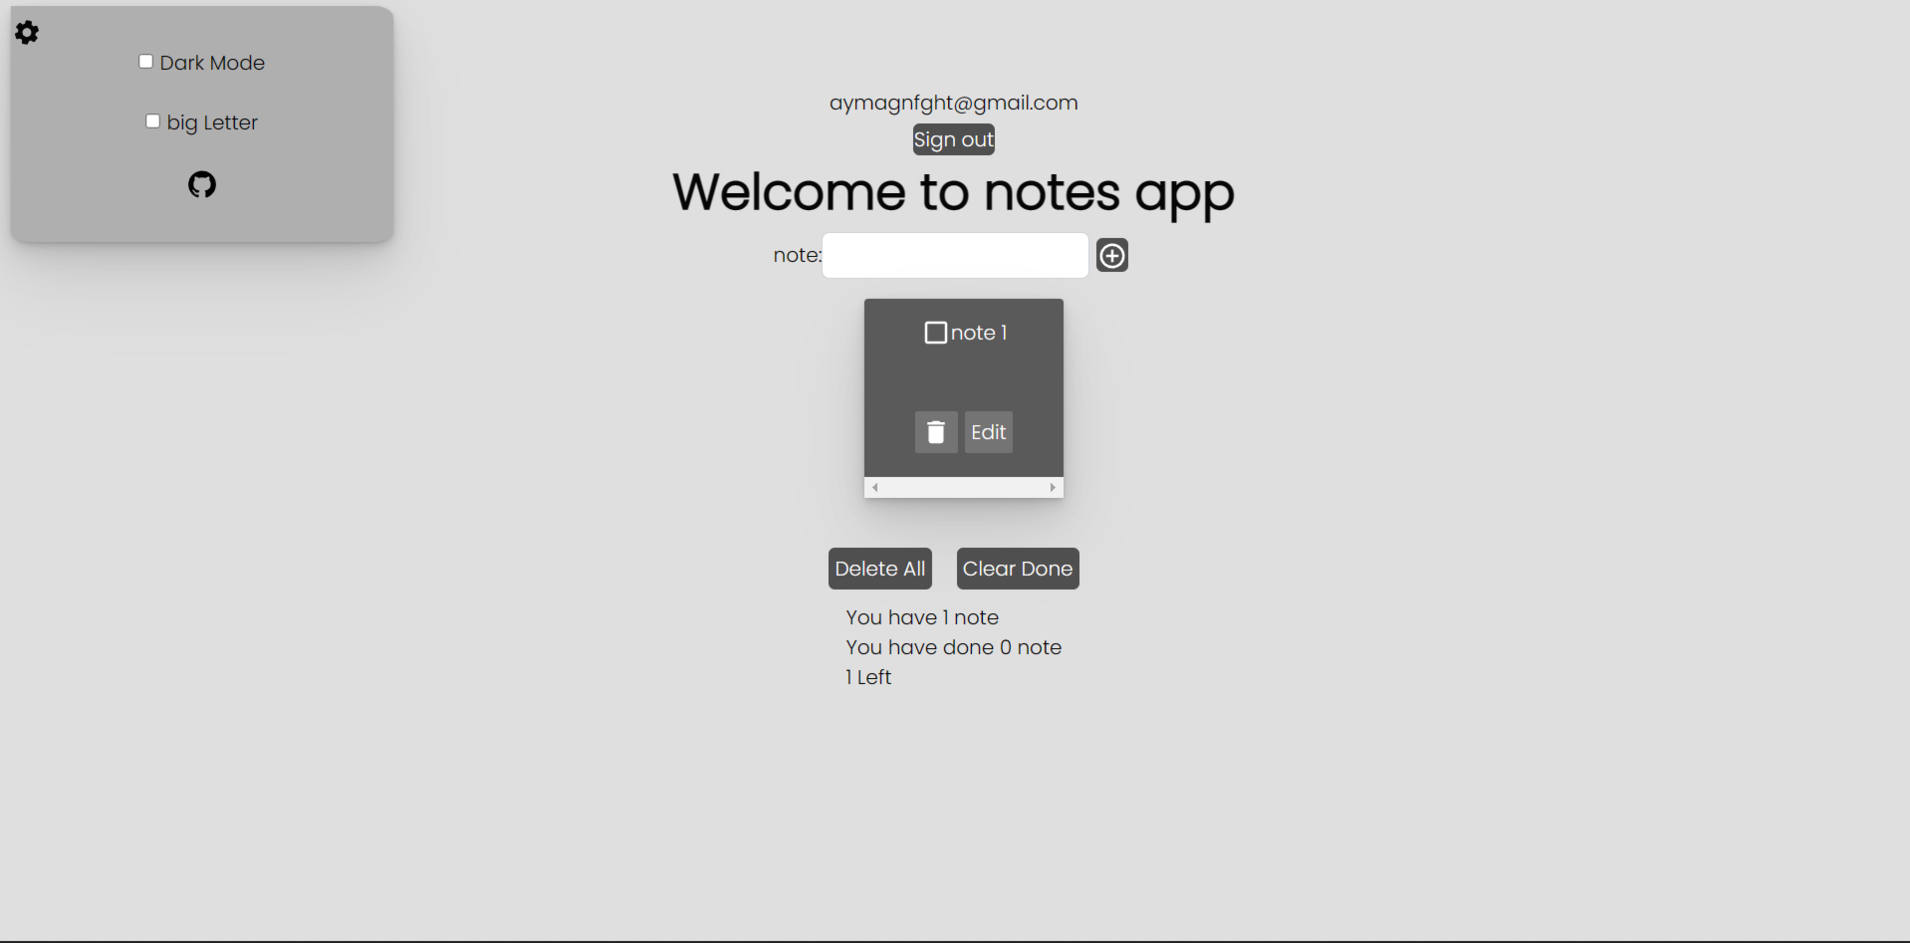 Dark Mode
big Letter
aymagnfght@gmail.com
Sign out
Welcome to notes app
note:
note 1
Edit
Delete All
Clear Done
You have 1 note
You have done 0 note
1 Left